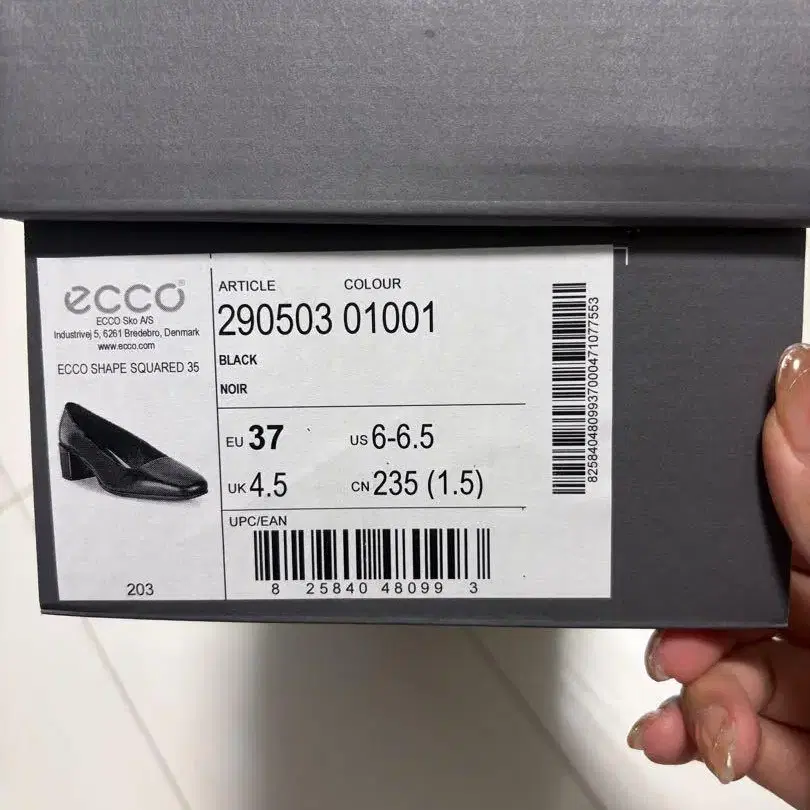 ecco®
ECCO Sko A/S
Industrivej 5, 6261 Bredebro, Denmark
www.ecco.com
ECCO SHAPE SQUARED 35
203
ARTICLE COLOUR
290503 01001
BLACK
NOIR
EU 37 US 6-6.5
UK 4.5 CN 235 (1.5)
UPC/EAN
8 25840 48099 3
8258404809937000471077553